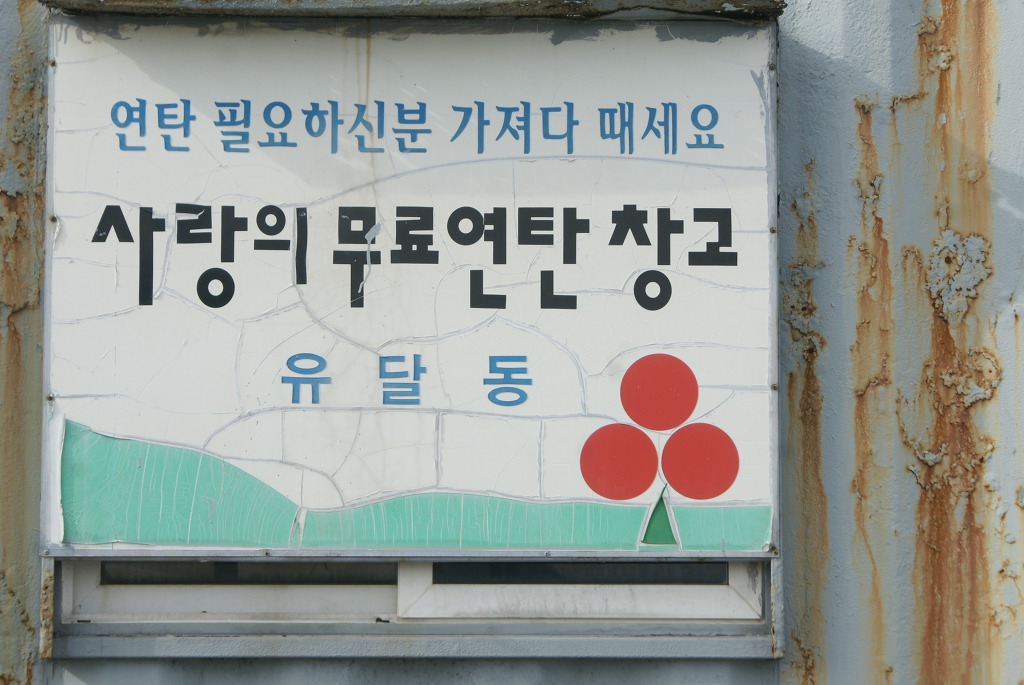 연탄 필요하신분 가져다 때세요
사랑의 무료연탄 창고
유달동